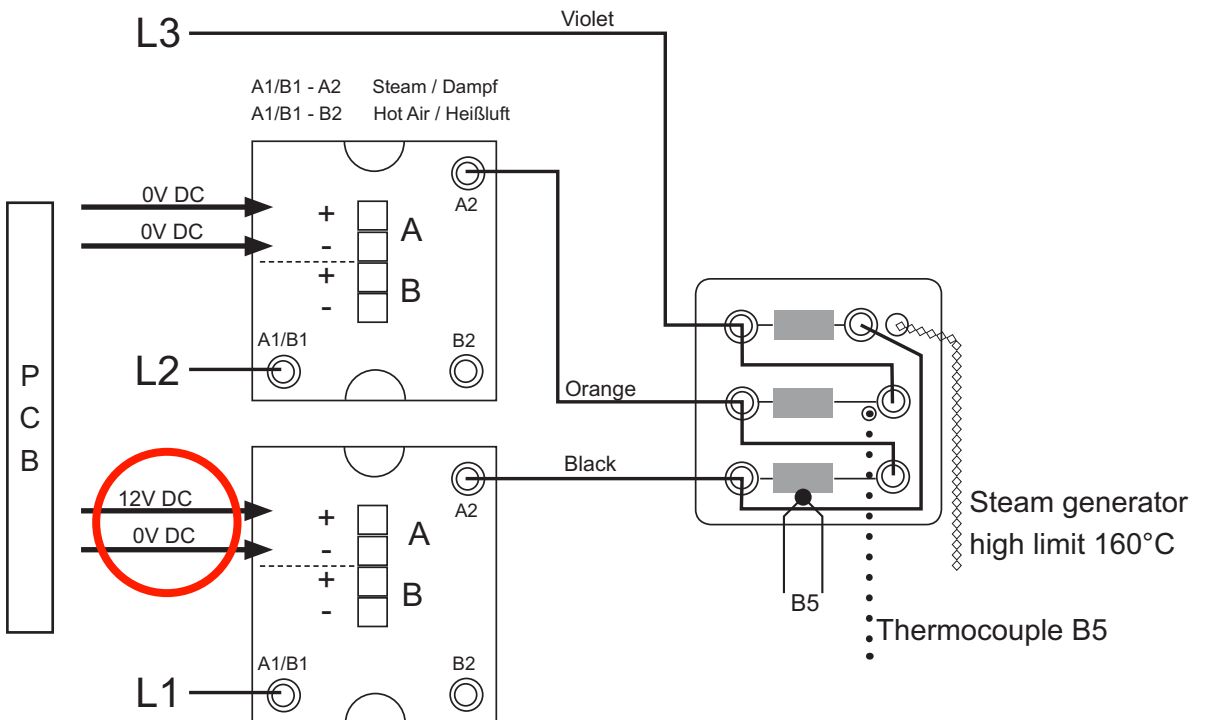 L3
Violet
A1/B1 - A2 Steam / Dampf
A1/B1 - B2 Hot Air / Heißluft
0V DC
0V DC
+
-
+
-
A
B
A2
A1/B1
B2
L2
P
C
B
Orange
12V DC
0V DC
+
-
+
-
A
B
A2
Black
A1/B1
B2
L1
B5
Steam generator
high limit 160°C
Thermocouple B5